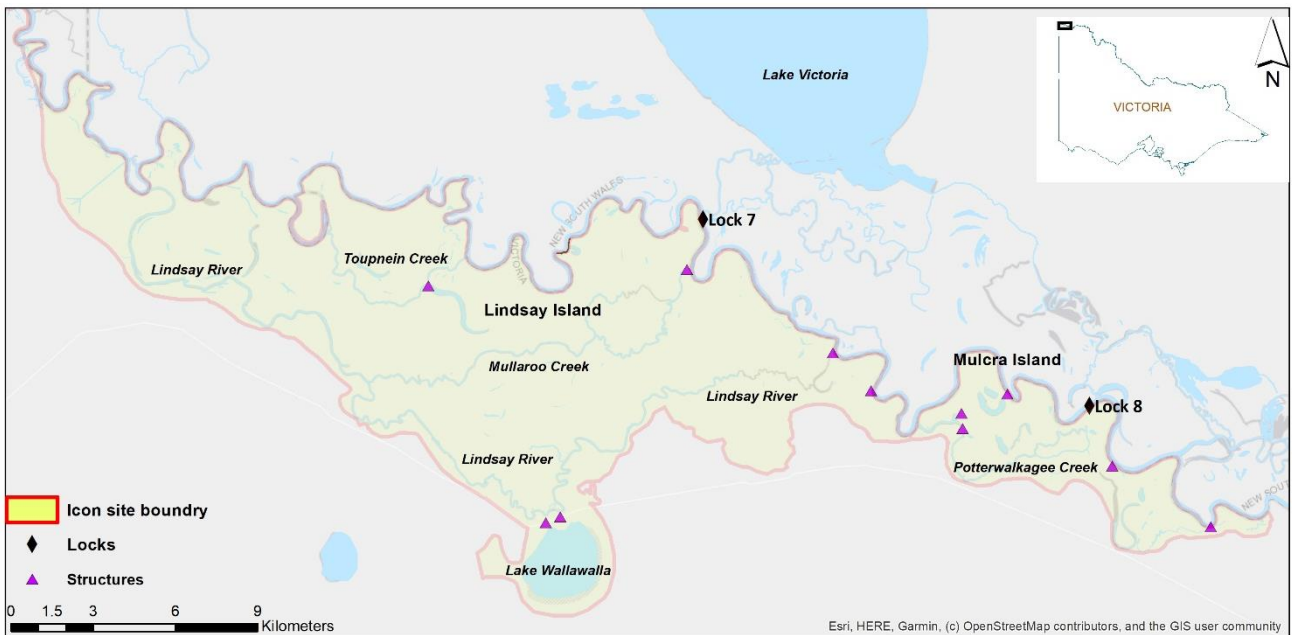 Lake Victoria
VICTORIA
N
NEW SOUTH WALES
VICTORIA
Lock 7
Toupnein Creek
Lindsay River
Lindsay Island
Mulcra Island
Mullaroo Creek
Lindsay River
Lock 8
Lindsay River
Potterwalkagee Creek
NEW SOU
Icon site boundry
Locks
Structures
Lake Wallawalla
0 1.5 3 6 9
Kilometers
Esri, HERE, Garmin, (c) OpenStreetMap contributors, and the GIS user community